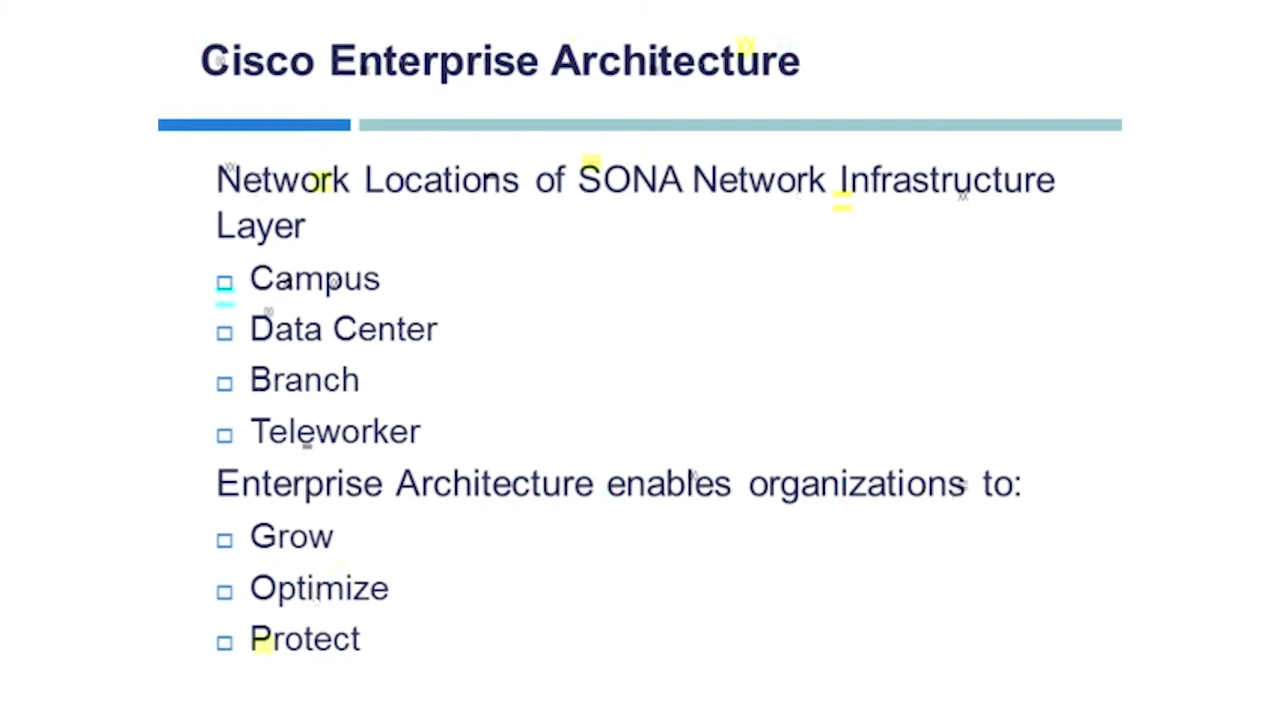 Cisco Enterprise Architecture
Network Locations of SONA Network Infrastructure
Layer
Campus
Data Center
Branch
Teleworker
Enterprise Architecture enables organizations to:
Grow
Optimize
Protect